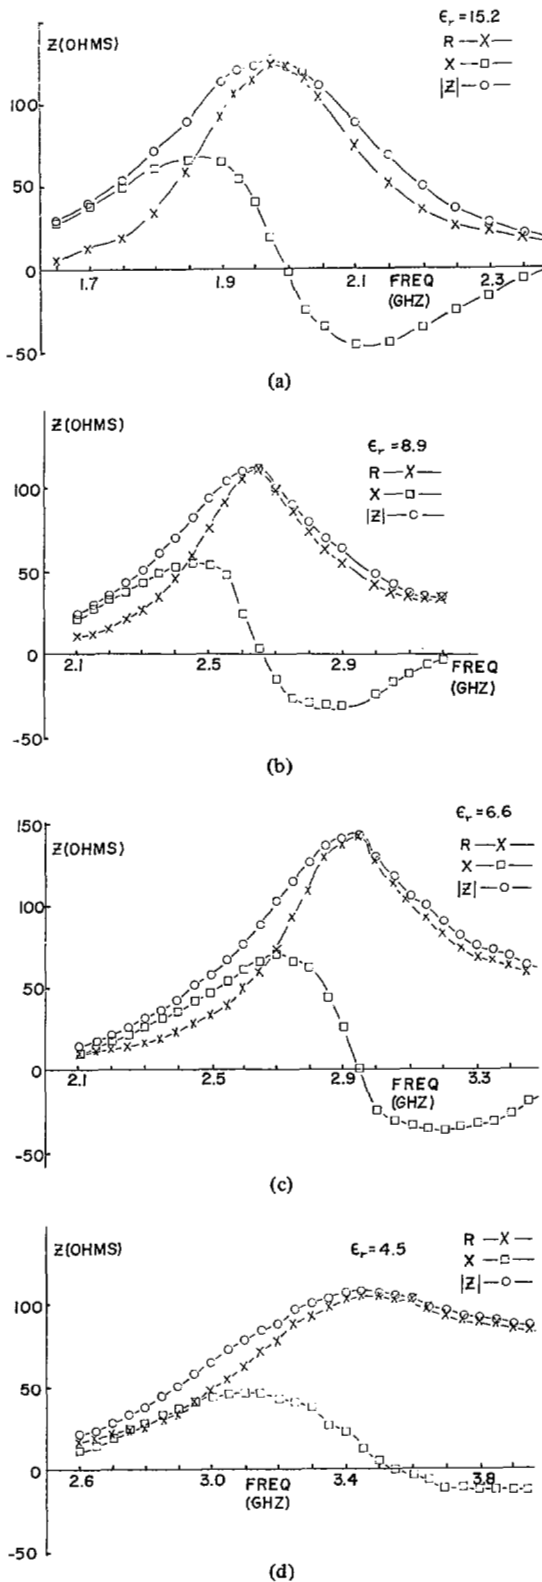 Z(OHMS)
ϵr = 15.2
R —X—
X —□—
|Z| —O—
100
50
0
-50
1.7
1.9
2.1
2.3
FREQ
(GHZ)
(a)
Z(OHMS)
ϵr = 8.9
R —X—
X —□—
|Z| —O—
100
50
0
-50
2.1
2.5
2.9
FREQ
(GHZ)
(b)
150
Z(OHMS)
ϵr = 6.6
R —X—
X —□—
|Z| —O—
100
50
0
-50
2.1
2.5
2.9
3.3
FREQ
(GHZ)
(c)
Z(OHMS)
ϵr = 4.5
R —X—
X —□—
|Z| —O—
100
50
0
-50
2.6
3.0
3.4
3.8
FREQ
(GHZ)
(d)